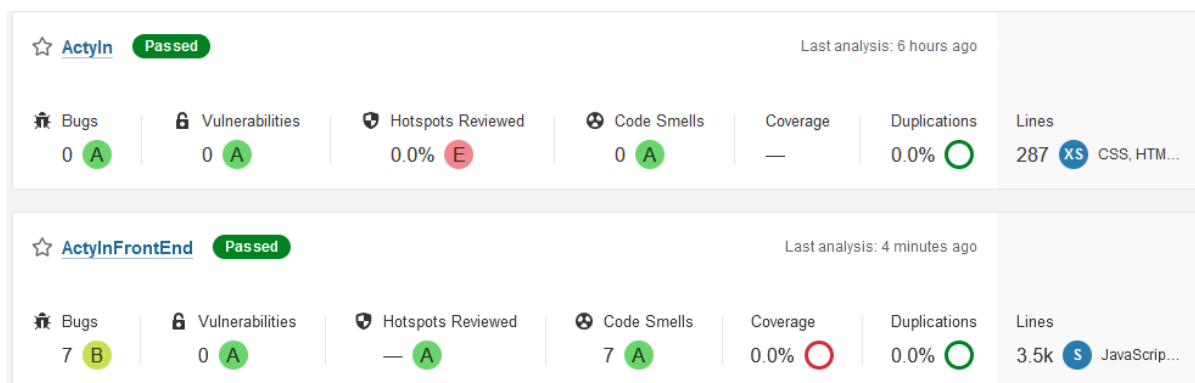 ActyIn Passed Last analysis: 6 hours ago
Bugs Vulnerabilities Hotspots Reviewed Code Smells Coverage Duplications Lines
0 A 0 A 0.0% E 0 A — 0.0% 287 XS CSS, HTM...
ActyInFrontEnd Passed Last analysis: 4 minutes ago
Bugs Vulnerabilities Hotspots Reviewed Code Smells Coverage Duplications Lines
7 B 0 A — A 7 A 0.0% 0.0% 3.5k S JavaScrip...